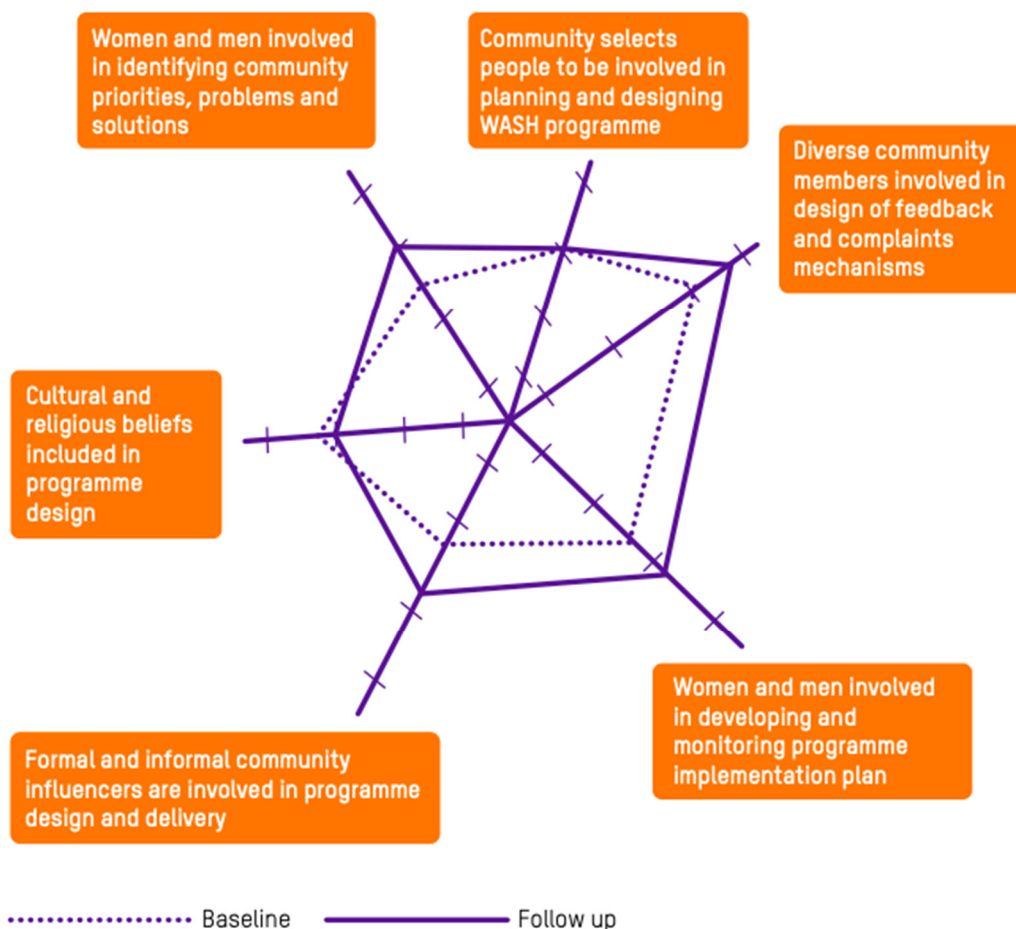 Women and men involved
in identifying community
priorities, problems and
solutions
Community selects
people to be involved in
planning and designing
WASH programme
Diverse community
members involved in
design of feedback
and complaints
mechanisms
Cultural and
religious beliefs
included in
programme
design
Women and men involved
in developing and
monitoring programme
implementation plan
Formal and informal community
influencers are involved in programme
design and delivery
Baseline
Follow up